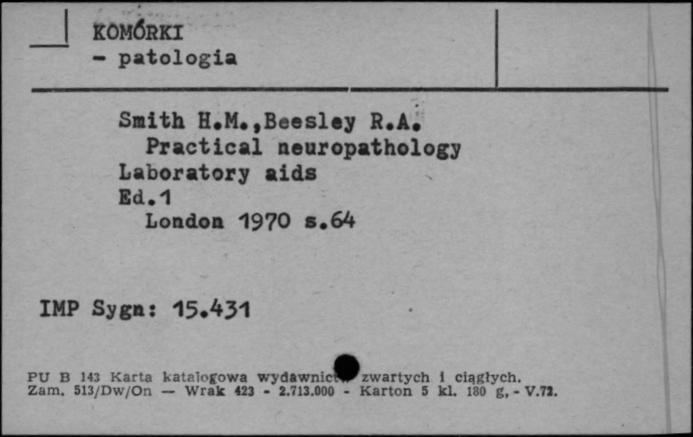 KOMÓRKI
- patologia
Smith H.M.,Beesley R.A.
Practical neuropathology
Laboratory aids
Ed.1
London 1970 s.64
IMP Sygn: 15.431
PU B 143 Karta katalogowa wydawnictw zwartych i ciągłych.
Zam. 513/Dw/On — Wrak 423 - 2.713.000 - Karton 5 kl. 180 g, - V.72.